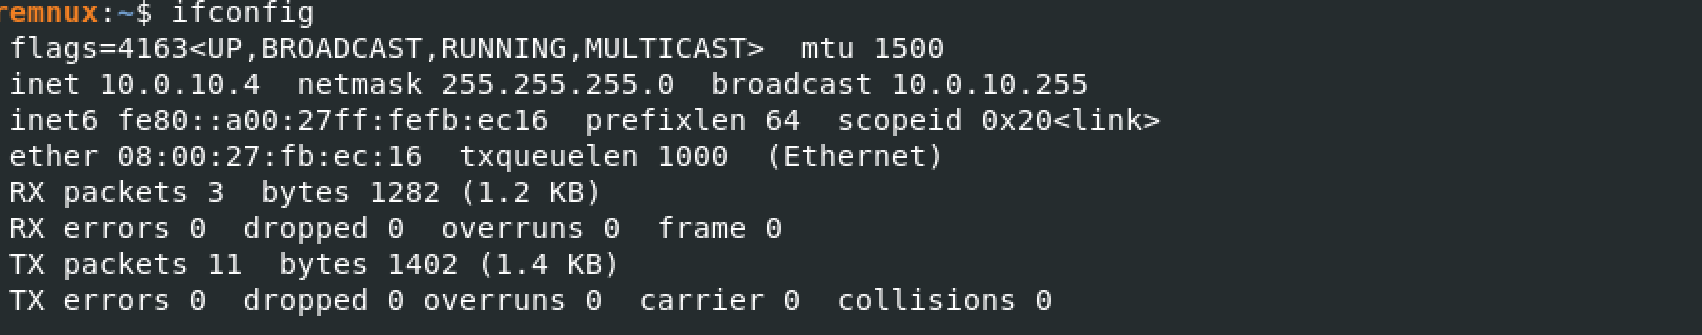 remnux:~$ ifconfig
flags=4163<UP,BROADCAST,RUNNING,MULTICAST>  mtu 1500
inet 10.0.10.4  netmask 255.255.255.0  broadcast 10.0.10.255
inet6 fe80::a00:27ff:fefb:ec16  prefixlen 64  scopeid 0x20<link>
ether 08:00:27:fb:ec:16  txqueuelen 1000  (Ethernet)
RX packets 3  bytes 1282 (1.2 KB)
RX errors 0  dropped 0  overruns 0  frame 0
TX packets 11  bytes 1402 (1.4 KB)
TX errors 0  dropped 0 overruns 0  carrier 0  collisions 0